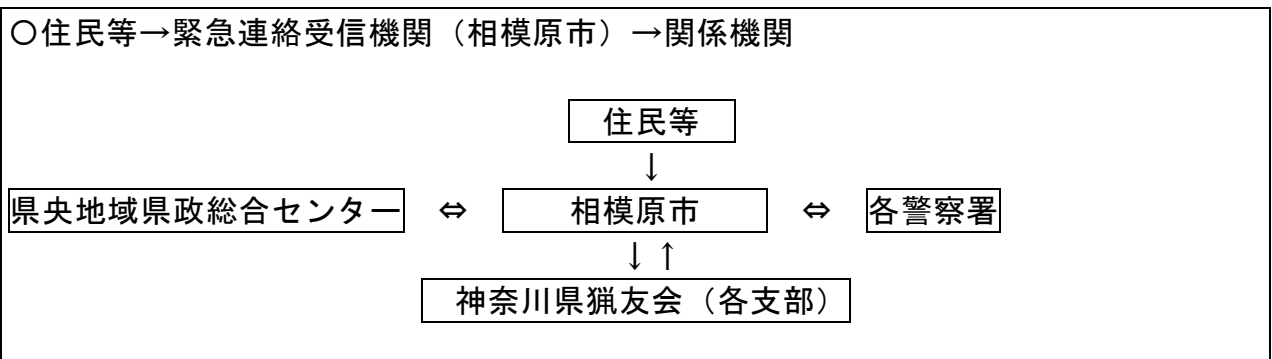 ○住民等→緊急連絡受信機関（相模原市）→関係機関
住民等
↓
県央地域県政総合センター ⇔ 相模原市 ⇔ 各警察署
↓ ↑
神奈川県猟友会（各支部）